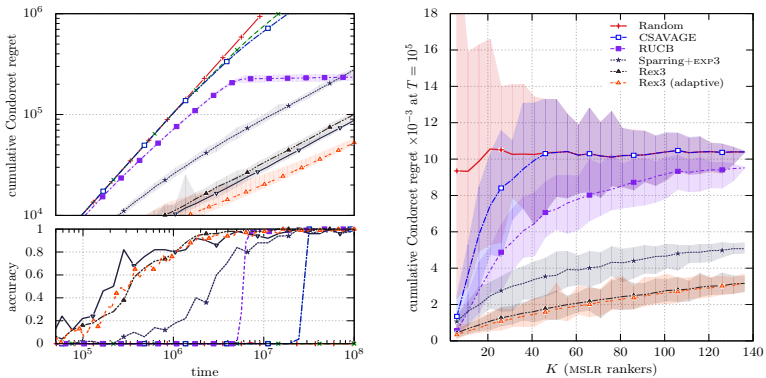 cumulative Condorcet regret
10^6
10^5
10^4
accuracy
1
0.8
0.6
0.4
0.2
0
10^5
10^6
10^7
10^8
time
cumulative Condorcet regret ×10^−3 at T = 10^5
18
16
14
12
10
8
6
4
2
0
20
40
60
80
100
120
140
K (MSLR rankers)
Random
CSAVAGE
RUCB
Sparring+EXP3
Rex3
Rex3 (adaptive)